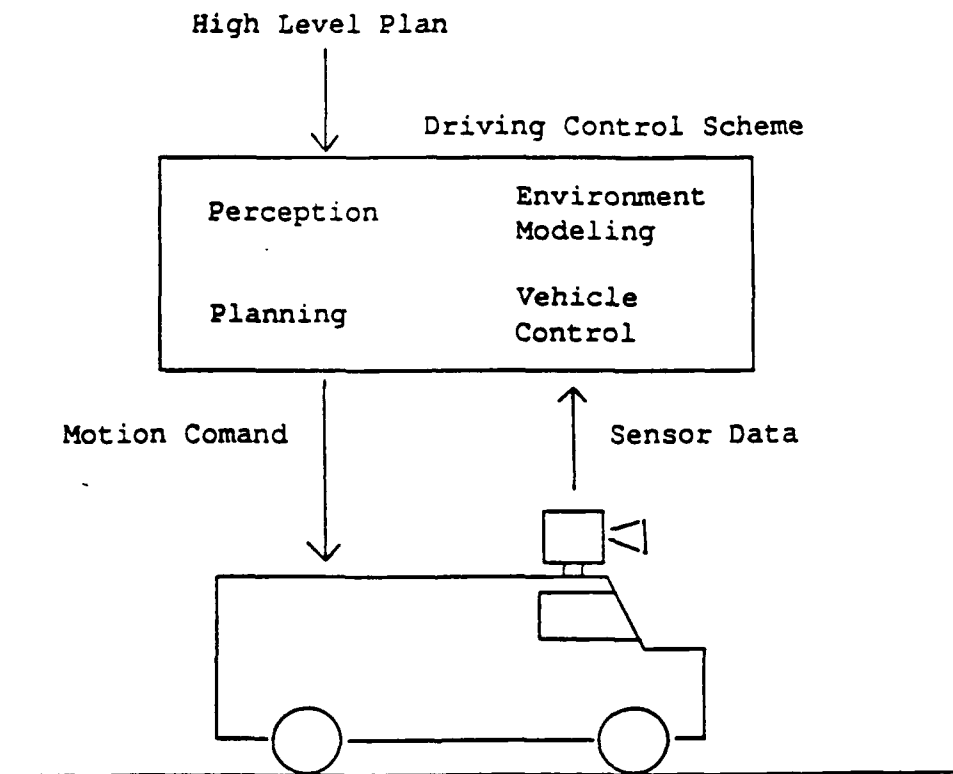 High Level Plan
Driving Control Scheme
Perception
Environment
Modeling
Planning
Vehicle
Control
Motion Comand
Sensor Data